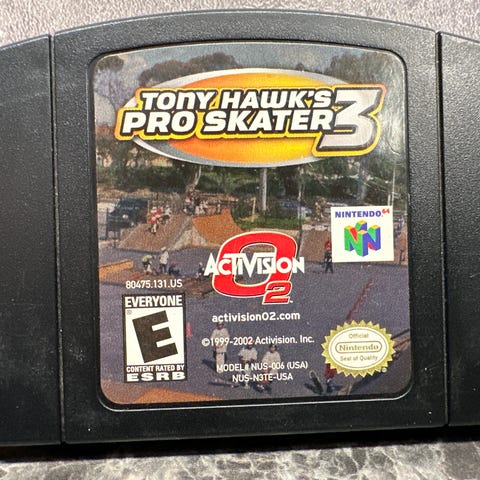 TONY HAWK'S
PRO SKATER 3
NINTENDO 64
N
ACTIVISION
O2
80475.131.US
activisionO2.com
EVERYONE
E
CONTENT RATED BY
ESRB
©1999-2002 Activision, Inc.
MODEL# NUS-006 (USA)
NUS-N3TE-USA
Official
Nintendo
Seal of Quality